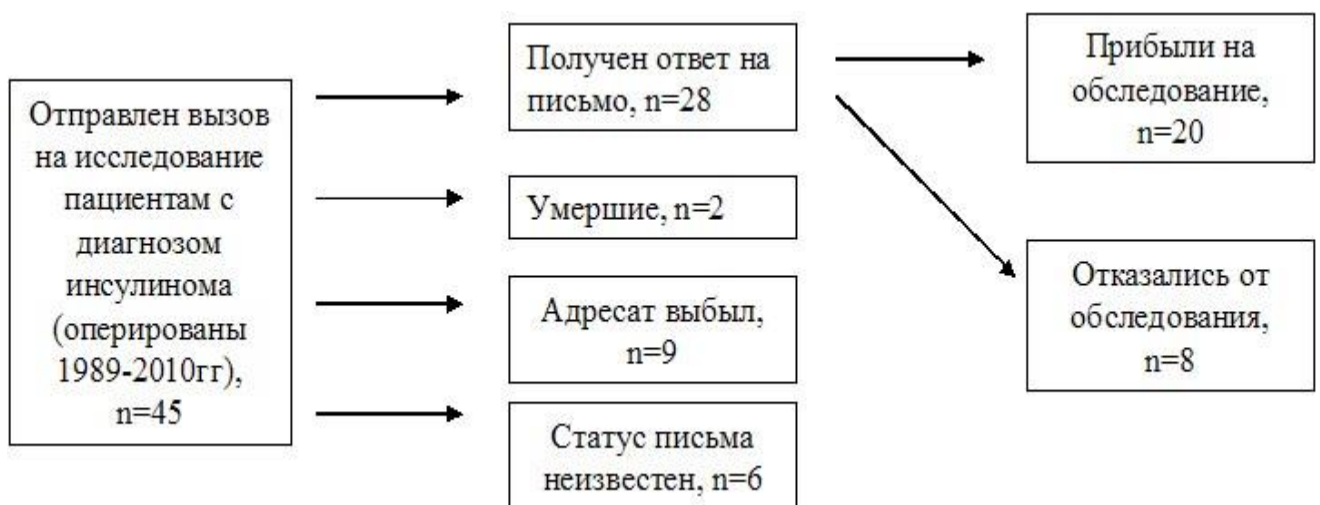 Отправлен вызов
на исследование
пациентам с
диагнозом
инсулинома
(оперированы
1989-2010гг),
n=45
Получен ответ на
письмо, n=28
Умершие, n=2
Адресат выбыл,
n=9
Статус письма
неизвестен, n=6
Прибыли на
обследование,
n=20
Отказались от
обследования,
n=8